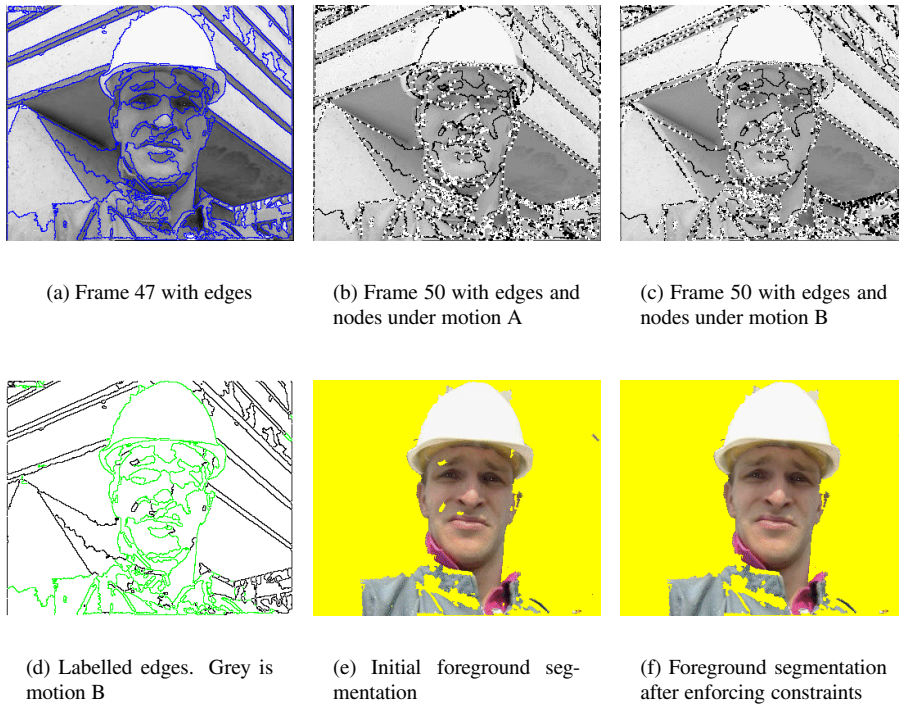 (a) Frame 47 with edges
(b) Frame 50 with edges and
nodes under motion A
(c) Frame 50 with edges and
nodes under motion B
(d) Labelled edges. Grey is
motion B
(e) Initial foreground seg-
mentation
(f) Foreground segmentation
after enforcing constraints